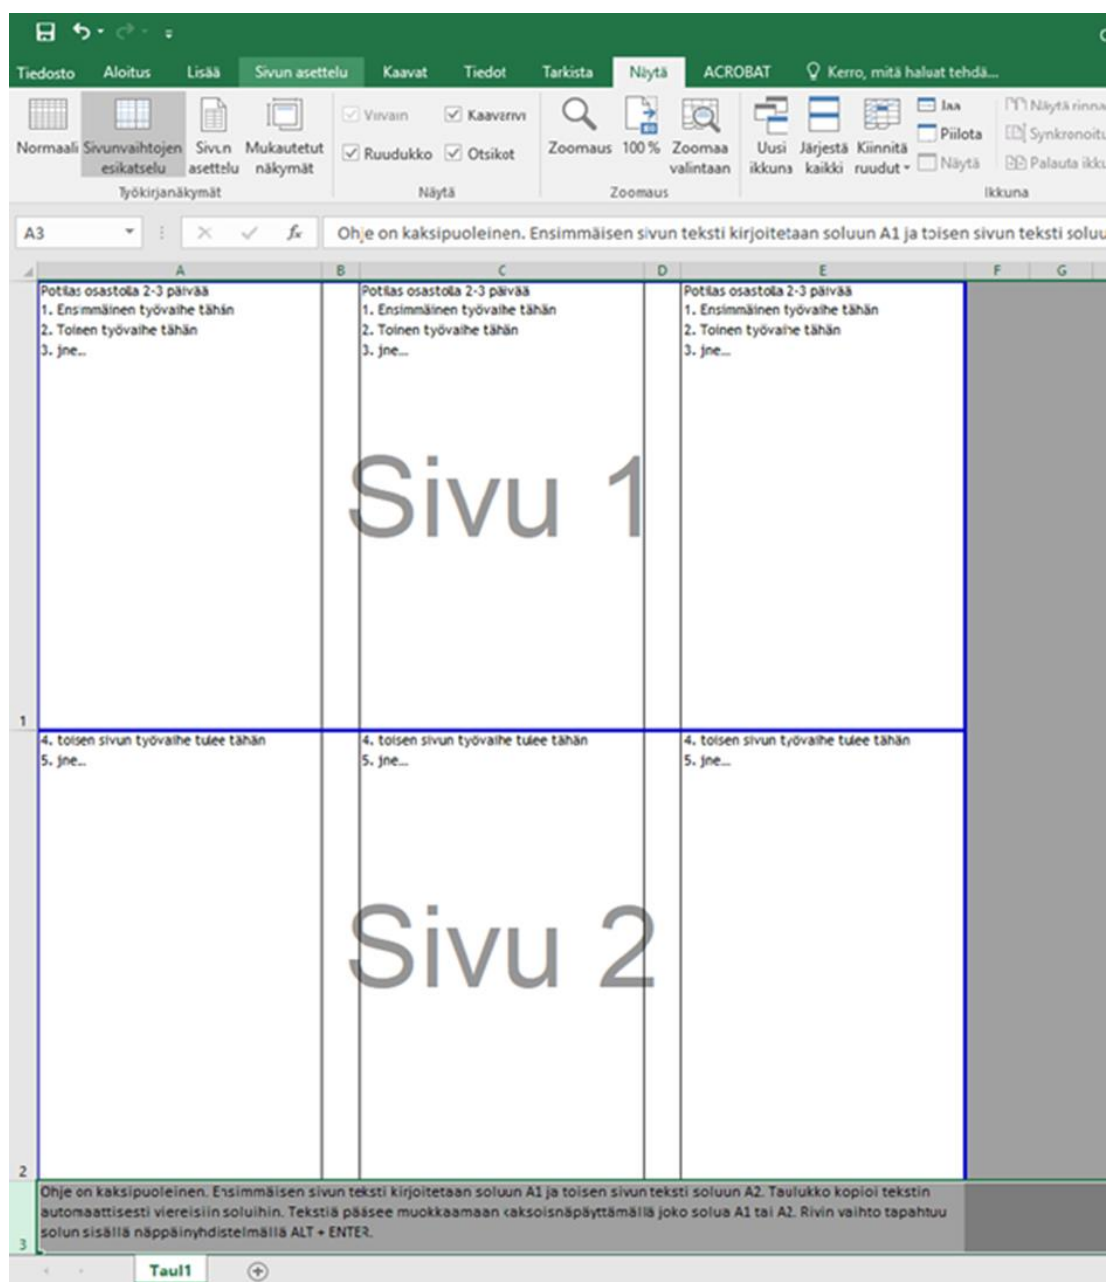 Tiedosto Aloitus Lisää Sivun asettelu Kaavat Tiedot Tarkista Näytä ACROBAT Kerro, mitä haluat tehdä...
Viivain Kaavarivi Jaa Näytä
Normaali Sivunvaihtojen Sivun Mukautetut Ruudukko Otsikot Zoomaus 100 % Zoomaa Uusi Järjestä Kiinnitä Piilota
esikatselu asettelu näkymät valintaan ikkuna kaikki ruudut Näytä Palauta
Työkirjanäkymät Näytä Zoomaus Ikkuna
A3 fx Ohje on kaksipuoleinen. Ensimmäisen sivun teksti kirjoitetaan soluun A1 ja toisen sivun teksti
A B C D E F G
Potilas osastolla 2-3 päivää Potilas osastolla 2-3 päivää Potilas osastolla 2-3 päivää
1. Ensimmäinen työvaihe tähän 1. Ensimmäinen työvaihe tähän 1. Ensimmäinen työvaihe tähän
2. Toinen työvaihe tähän 2. Toinen työvaihe tähän 2. Toinen työvaihe tähän
3. jne... 3. jne... 3. jne...
Sivu 1
1
4. toisen sivun työvaihe tulee tähän 4. toisen sivun työvaihe tulee tähän 4. toisen sivun työvaihe tulee tähän
5. jne... 5. jne... 5. jne...
Sivu 2
2
Ohje on kaksipuoleinen. Ensimmäisen sivun teksti kirjoitetaan soluun A1 ja toisen sivun teksti soluun A2. Taulukko kopioi tekstin
automaattisesti viereisiin soluihin. Tekstiä pääsee muokkaamaan kaksoisnäpäyttämällä joko solua A1 tai A2. Rivin vaihto tapahtuu
solun sisällä näppäinyhdistelmällä ALT + ENTER.
3
Taul1